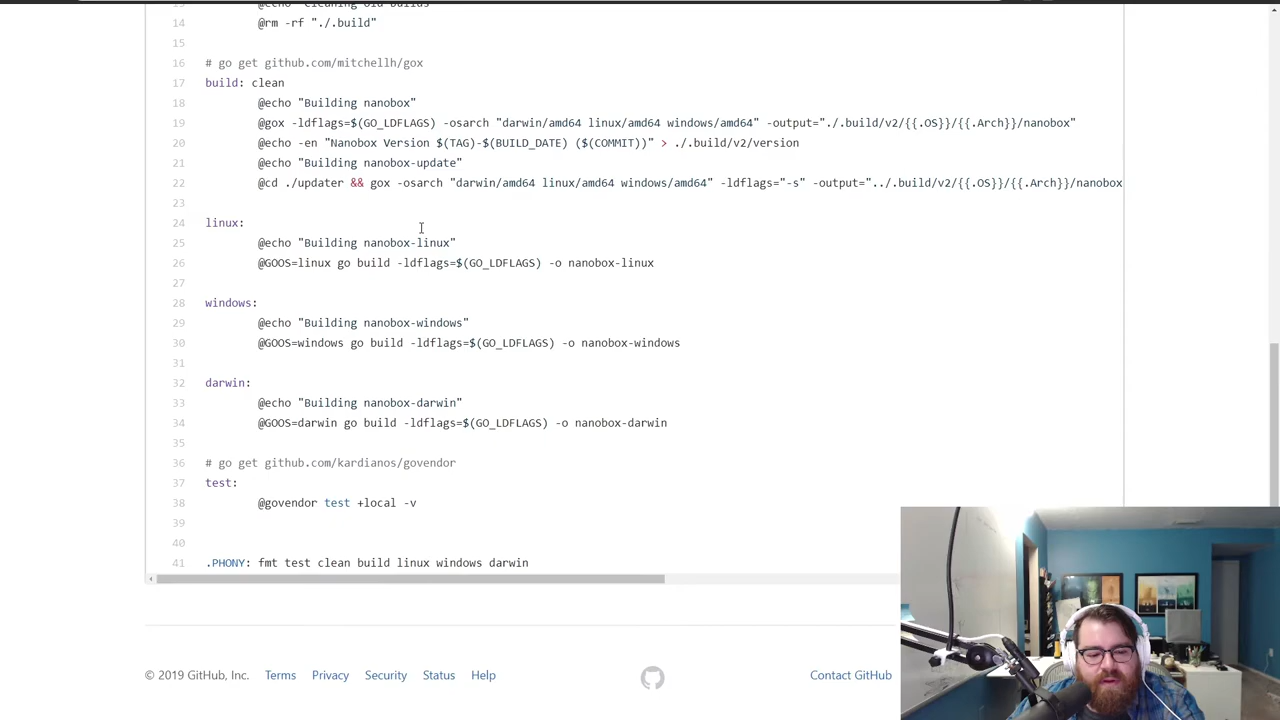 13 @echo "Cleaning old builds"
14 @rm -rf "./.build"
15
16 # go get github.com/mitchellh/gox
17 build: clean
18 @echo "Building nanobox"
19 @gox -ldflags=$(GO_LDFLAGS) -osarch "darwin/amd64 linux/amd64 windows/amd64" -output="./.build/v2/{{.OS}}/{{.Arch}}/nanobox"
20 @echo -en "Nanobox Version $(TAG)-$(BUILD_DATE) ($(COMMIT))" > ./.build/v2/version
21 @echo "Building nanobox-update"
22 @cd ./updater && gox -osarch "darwin/amd64 linux/amd64 windows/amd64" -ldflags="-s" -output="../.build/v2/{{.OS}}/{{.Arch}}/nanobox
23
24 linux:
25 @echo "Building nanobox-linux"
26 @GOOS=linux go build -ldflags=$(GO_LDFLAGS) -o nanobox-linux
27
28 windows:
29 @echo "Building nanobox-windows"
30 @GOOS=windows go build -ldflags=$(GO_LDFLAGS) -o nanobox-windows
31
32 darwin:
33 @echo "Building nanobox-darwin"
34 @GOOS=darwin go build -ldflags=$(GO_LDFLAGS) -o nanobox-darwin
35
36 # go get github.com/kardianos/govendor
37 test:
38 @govendor test +local -v
39
40
41 .PHONY: fmt test clean build linux windows darwin
© 2019 GitHub, Inc. Terms Privacy Security Status Help Contact GitHub